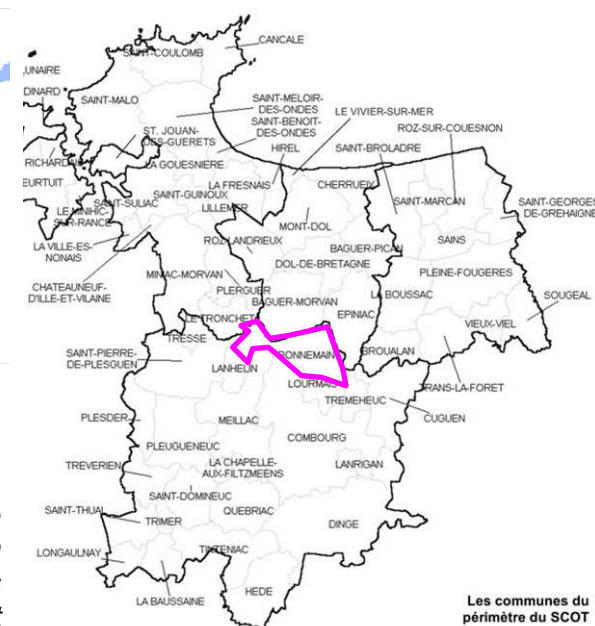 CANCALE
SAINT-COULOMB
DINARD
SAINT-MALO
SAINT-MELOIR-
DES-ONDES
SAINT-BENOIT-
DES-ONDES
LE VIVIER-SUR-MER
ROZ-SUR-COUESNON
ST. JOUAN-
DES-GUERETS
HIREL
SAINT-BROLADRE
LA GOUESNIERE
LA FRESNAIS
CHERRUEIX
SAINT-MARCAN
SAINT-GEORGES
DE-GREHAIGNE
SAINT-SULIAC
SAINT-GUINOUX
LILLEMER
LE MINIHIC-
SUR-RANCE
MONT-DOL
SAINS
LA VILLE-ES-
NONAIS
ROZ-LANDRIEUX
BAGUER-PICAN
DOL-DE-BRETAGNE
PLEINE-FOUGERES
CHATEAUNEUF-
D'ILLE-ET-VILAINE
MINIAC-MORVAN
PLERGUER
BAGUER-MORVAN
LA BOUSSAC
SOUGEAL
EPINIAC
VIEUX-VIEL
LE TRONCHET
TRESSE
SAINT-PIERRE-
DE-PLESGUEN
BONNEMAIN
BROUALAN
LANHELIN
LOURMAIS
TRANS-LA-FORET
TREMEHEUC
CUGUEN
PLESDER
MEILLAC
COMBOURG
PLEUGUENEUC
TREVERIEN
LA CHAPELLE-
AUX-FILTZMEENS
LANRIGAN
SAINT-DOMINEUC
SAINT-THUAL
QUEBRIAC
TRIMER
DINGE
LONGAULNAY
TINTENIAC
LA BAUSSAINE
HEDE
Les communes du
périmètre du SCOT